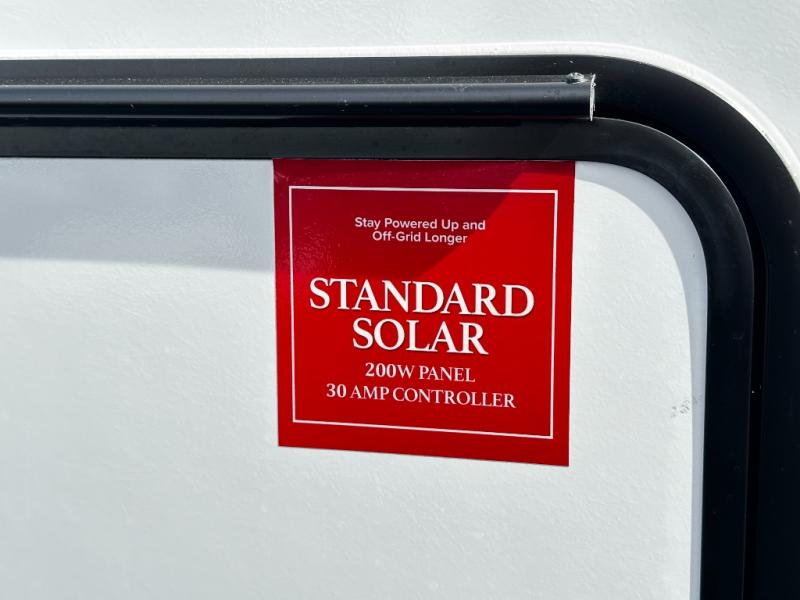 Stay Powered Up and
Off-Grid Longer
STANDARD
SOLAR
200W PANEL
30 AMP CONTROLLER